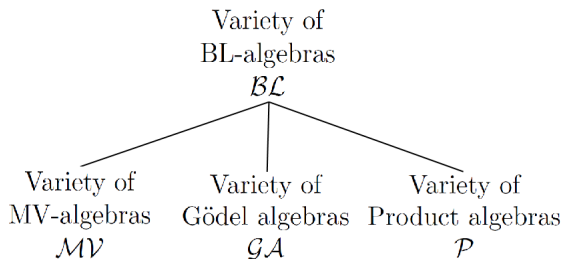 Variety of
BL-algebras
ℬℒ
Variety of
MV-algebras
ℳ𝒱
Variety of
Gödel algebras
𝒢𝒜
Variety of
Product algebras
𝒫